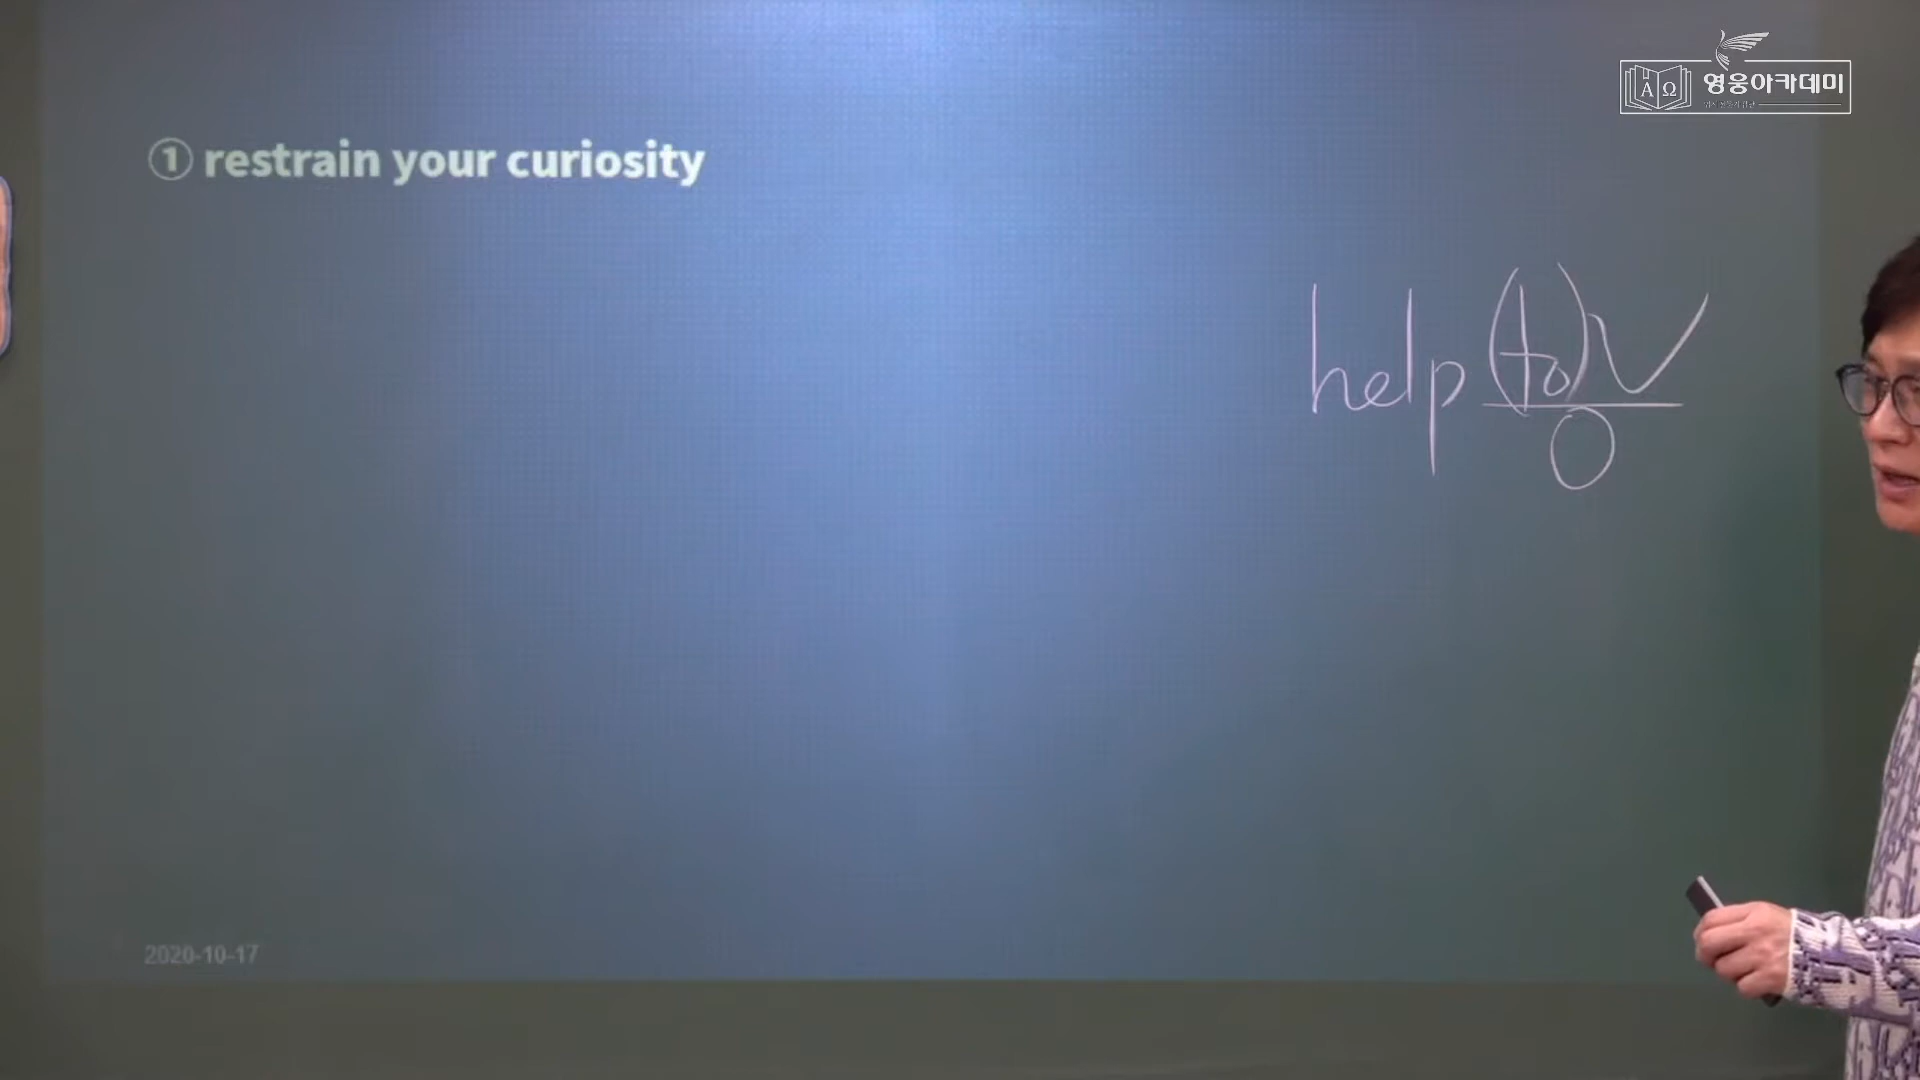 영웅아카데미
① restrain your curiosity
help (to) V
O
2020-10-17